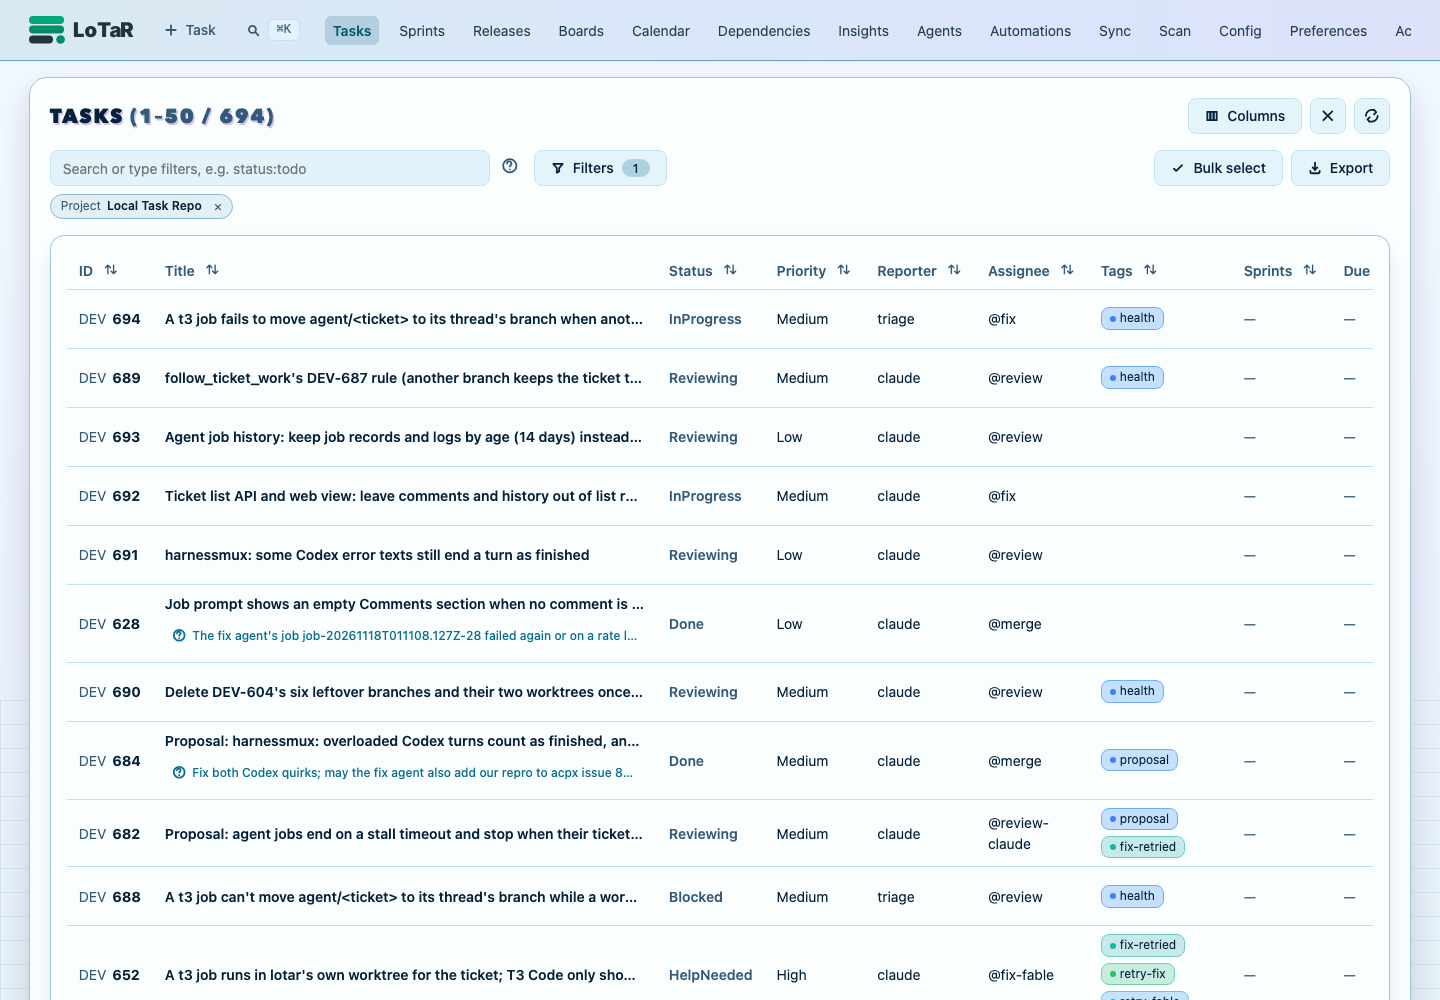 LoTaR
+ Task
⌘K
Tasks
Sprints
Releases
Boards
Calendar
Dependencies
Insights
Agents
Automations
Sync
Scan
Config
Preferences
Ac
TASKS (1-50 / 694)
Columns
Search or type filters, e.g. status:todo
Filters 1
Bulk select
Export
Project Local Task Repo ×
ID Title Status Priority Reporter Assignee Tags Sprints Due
DEV 694 A t3 job fails to move agent/<ticket> to its thread's branch when anot... InProgress Medium triage @fix health — —
DEV 689 follow_ticket_work's DEV-687 rule (another branch keeps the ticket t... Reviewing Medium claude @review health — —
DEV 693 Agent job history: keep job records and logs by age (14 days) instead... Reviewing Low claude @review — —
DEV 692 Ticket list API and web view: leave comments and history out of list r... InProgress Medium claude @fix — —
DEV 691 harnessmux: some Codex error texts still end a turn as finished Reviewing Low claude @review — —
DEV 628 Job prompt shows an empty Comments section when no comment is ... Done Low claude @merge — —
The fix agent's job job-20261118T011108.127Z-28 failed again or on a rate l...
DEV 690 Delete DEV-604's six leftover branches and their two worktrees once... Reviewing Medium claude @review health — —
DEV 684 Proposal: harnessmux: overloaded Codex turns count as finished, an... Done Medium claude @merge proposal — —
Fix both Codex quirks; may the fix agent also add our repro to acpx issue 8...
DEV 682 Proposal: agent jobs end on a stall timeout and stop when their ticket... Reviewing Medium claude @review-claude proposal fix-retried — —
DEV 688 A t3 job can't move agent/<ticket> to its thread's branch while a wor... Blocked Medium triage @review health — —
DEV 652 A t3 job runs in lotar's own worktree for the ticket; T3 Code only sho... HelpNeeded High claude @fix-fable fix-retried retry-fix — —